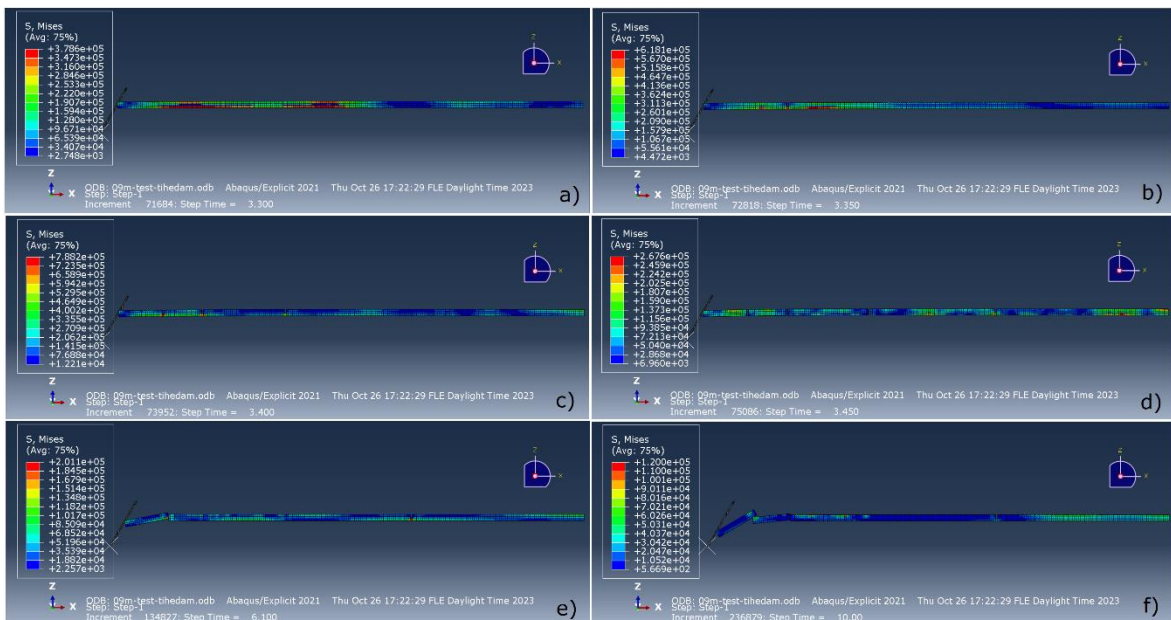 S, Mises
(Avg: 75%)
+3.786e+05
+3.473e+05
+3.160e+05
+2.846e+05
+2.533e+05
+2.220e+05
+1.907e+05
+1.594e+05
+1.280e+05
+9.671e+04
+6.539e+04
+3.407e+04
+2.748e+03
Z
X
Z
X
ODB: 09m-test-tihedam.odb Abaqus/Explicit 2021 Thu Oct 26 17:22:29 FLE Daylight Time 2023
Step: Step-1
Increment 71684: Step Time = 3.300
a)
S, Mises
(Avg: 75%)
+6.181e+05
+5.670e+05
+5.158e+05
+4.647e+05
+4.136e+05
+3.624e+05
+3.113e+05
+2.601e+05
+2.090e+05
+1.579e+05
+1.067e+05
+5.561e+04
+4.472e+03
Z
X
Z
X
ODB: 09m-test-tihedam.odb Abaqus/Explicit 2021 Thu Oct 26 17:22:29 FLE Daylight Time 2023
Step: Step-1
Increment 72818: Step Time = 3.350
b)
S, Mises
(Avg: 75%)
+7.882e+05
+7.235e+05
+6.589e+05
+5.942e+05
+5.295e+05
+4.649e+05
+4.002e+05
+3.355e+05
+2.709e+05
+2.062e+05
+1.415e+05
+7.688e+04
+1.221e+04
Z
X
Z
X
ODB: 09m-test-tihedam.odb Abaqus/Explicit 2021 Thu Oct 26 17:22:29 FLE Daylight Time 2023
Step: Step-1
Increment 73952: Step Time = 3.400
c)
S, Mises
(Avg: 75%)
+2.676e+05
+2.459e+05
+2.242e+05
+2.025e+05
+1.807e+05
+1.590e+05
+1.373e+05
+1.156e+05
+9.385e+04
+7.213e+04
+5.040e+04
+2.868e+04
+6.960e+03
Z
X
Z
X
ODB: 09m-test-tihedam.odb Abaqus/Explicit 2021 Thu Oct 26 17:22:29 FLE Daylight Time 2023
Step: Step-1
Increment 75086: Step Time = 3.450
d)
S, Mises
(Avg: 75%)
+2.011e+05
+1.845e+05
+1.679e+05
+1.514e+05
+1.348e+05
+1.182e+05
+1.017e+05
+8.509e+04
+6.852e+04
+5.196e+04
+3.539e+04
+1.882e+04
+2.257e+03
Z
X
Z
X
ODB: 09m-test-tihedam.odb Abaqus/Explicit 2021 Thu Oct 26 17:22:29 FLE Daylight Time 2023
Step: Step-1
Increment 134827: Step Time = 6.100
e)
S, Mises
(Avg: 75%)
+1.200e+05
+1.100e+05
+1.001e+05
+9.011e+04
+8.016e+04
+7.021e+04
+6.026e+04
+5.031e+04
+4.037e+04
+3.042e+04
+2.047e+04
+1.052e+04
+5.669e+02
Z
X
Z
X
ODB: 09m-test-tihedam.odb Abaqus/Explicit 2021 Thu Oct 26 17:22:29 FLE Daylight Time 2023
Step: Step-1
Increment 236879: Step Time = 10.00
f)